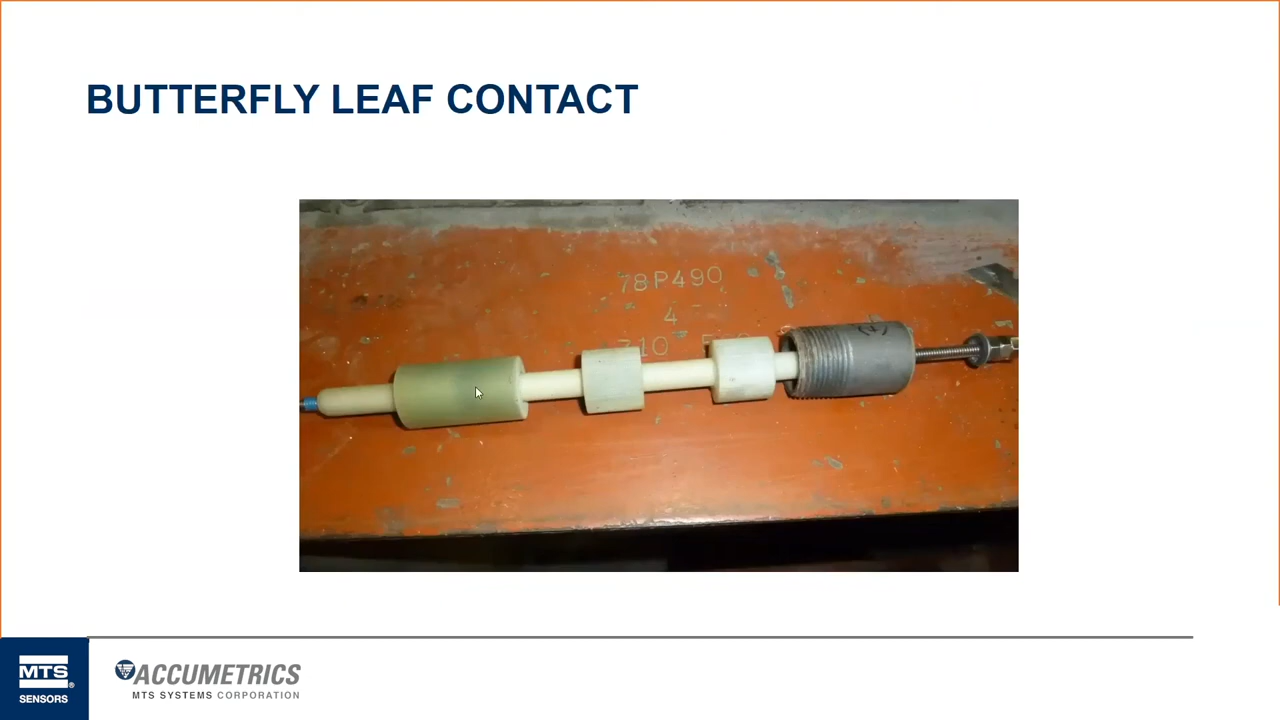 BUTTERFLY LEAF CONTACT
78P490
4
MTS
®
SENSORS
ACCUMETRICS
MTS SYSTEMS CORPORATION